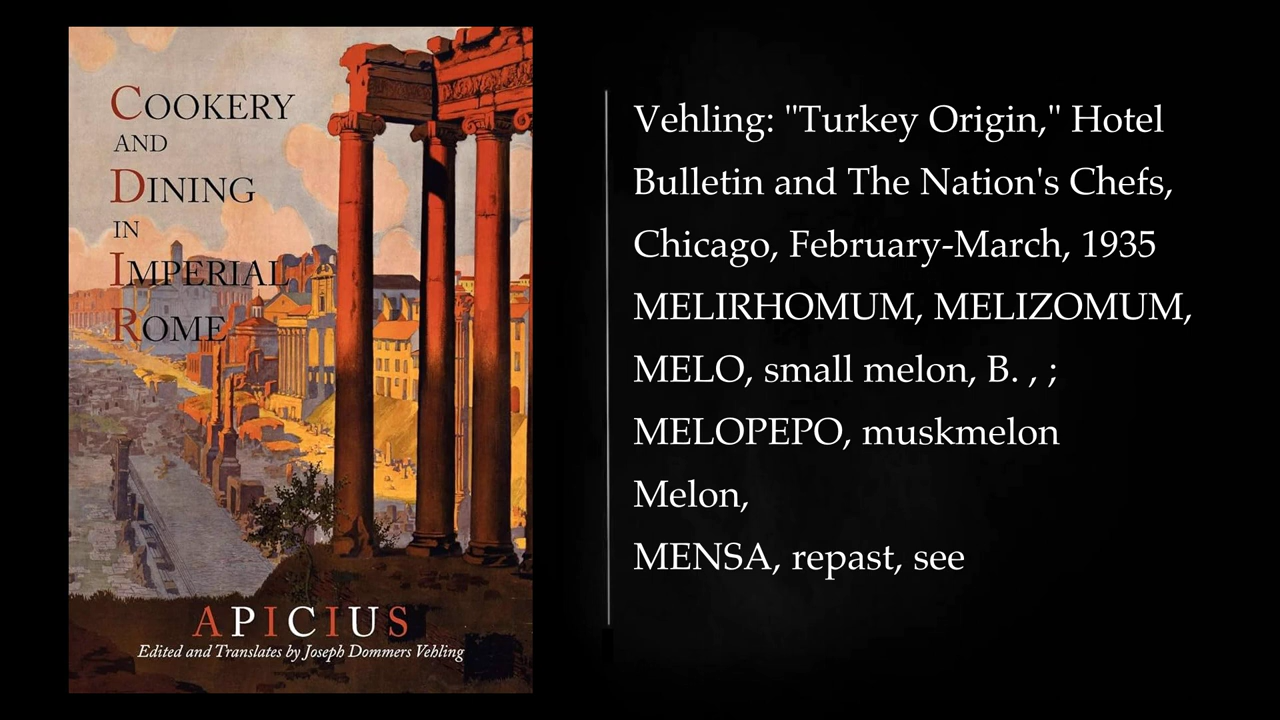 COOKERY
AND
DINING
IN
IMPERIAL
ROME
APICIUS
Edited and Translates by Joseph Dommers Vehling
Vehling: "Turkey Origin," Hotel
Bulletin and The Nation's Chefs,
Chicago, February-March, 1935
MELIRHOMUM, MELIZOMUM,
MELO, small melon, B. , ;
MELOPEPO, muskmelon
Melon,
MENSA, repast, see